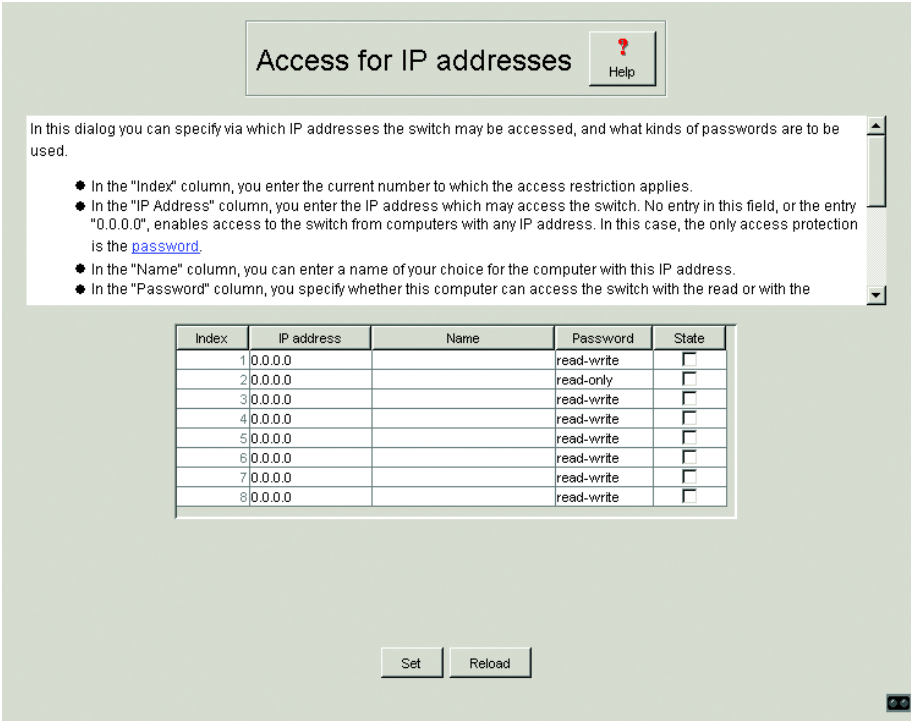 Access for IP addresses
?
Help
In this dialog you can specify via which IP addresses the switch may be accessed, and what kinds of passwords are to be
used.
In the "Index" column, you enter the current number to which the access restriction applies.
In the "IP Address" column, you enter the IP address which may access the switch. No entry in this field, or the entry
"0.0.0.0", enables access to the switch from computers with any IP address. In this case, the only access protection
is the password.
In the "Name" column, you can enter a name of your choice for the computer with this IP address.
In the "Password" column, you specify whether this computer can access the switch with the read or with the
Index IP address Name Password State
1 0.0.0.0 read-write
2 0.0.0.0 read-only
3 0.0.0.0 read-write
4 0.0.0.0 read-write
5 0.0.0.0 read-write
6 0.0.0.0 read-write
7 0.0.0.0 read-write
8 0.0.0.0 read-write
Set Reload